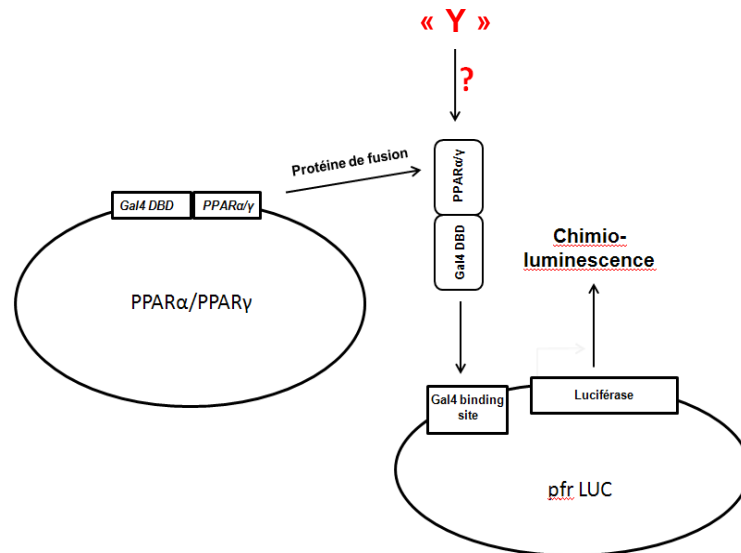 « Y »
?
Protéine de fusion
PPARα/γ
Gal4 DBD
Gal4 DBD
PPARα/γ
PPARα/PPARγ
Chimio-
luminescence
Gal4 binding
site
Luciférase
pfr LUC